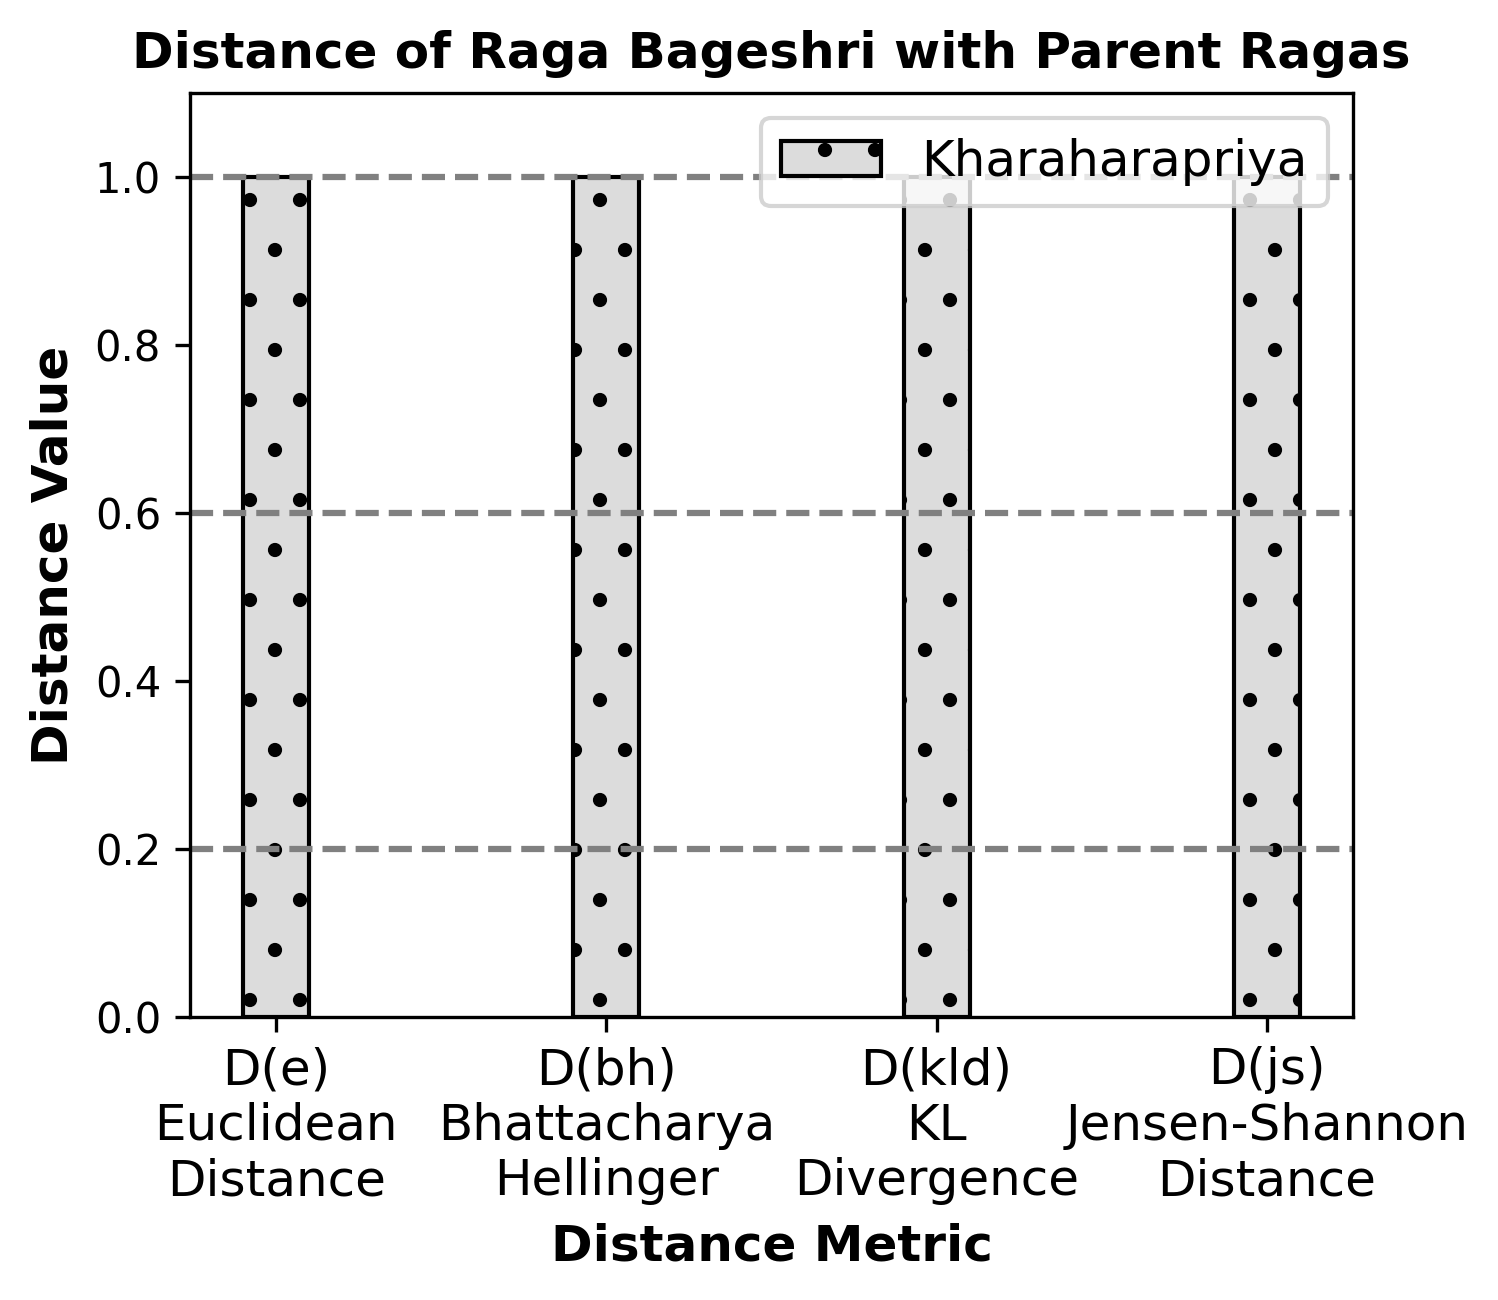 Distance of Raga Bageshri with Parent Ragas
Kharaharapriya
Distance Value
1.0
0.8
0.6
0.4
0.2
0.0
D(e)
Euclidean
Distance
D(bh)
Bhattacharya
Hellinger
D(kld)
KL
Divergence
D(js)
Jensen-Shannon
Distance
Distance Metric